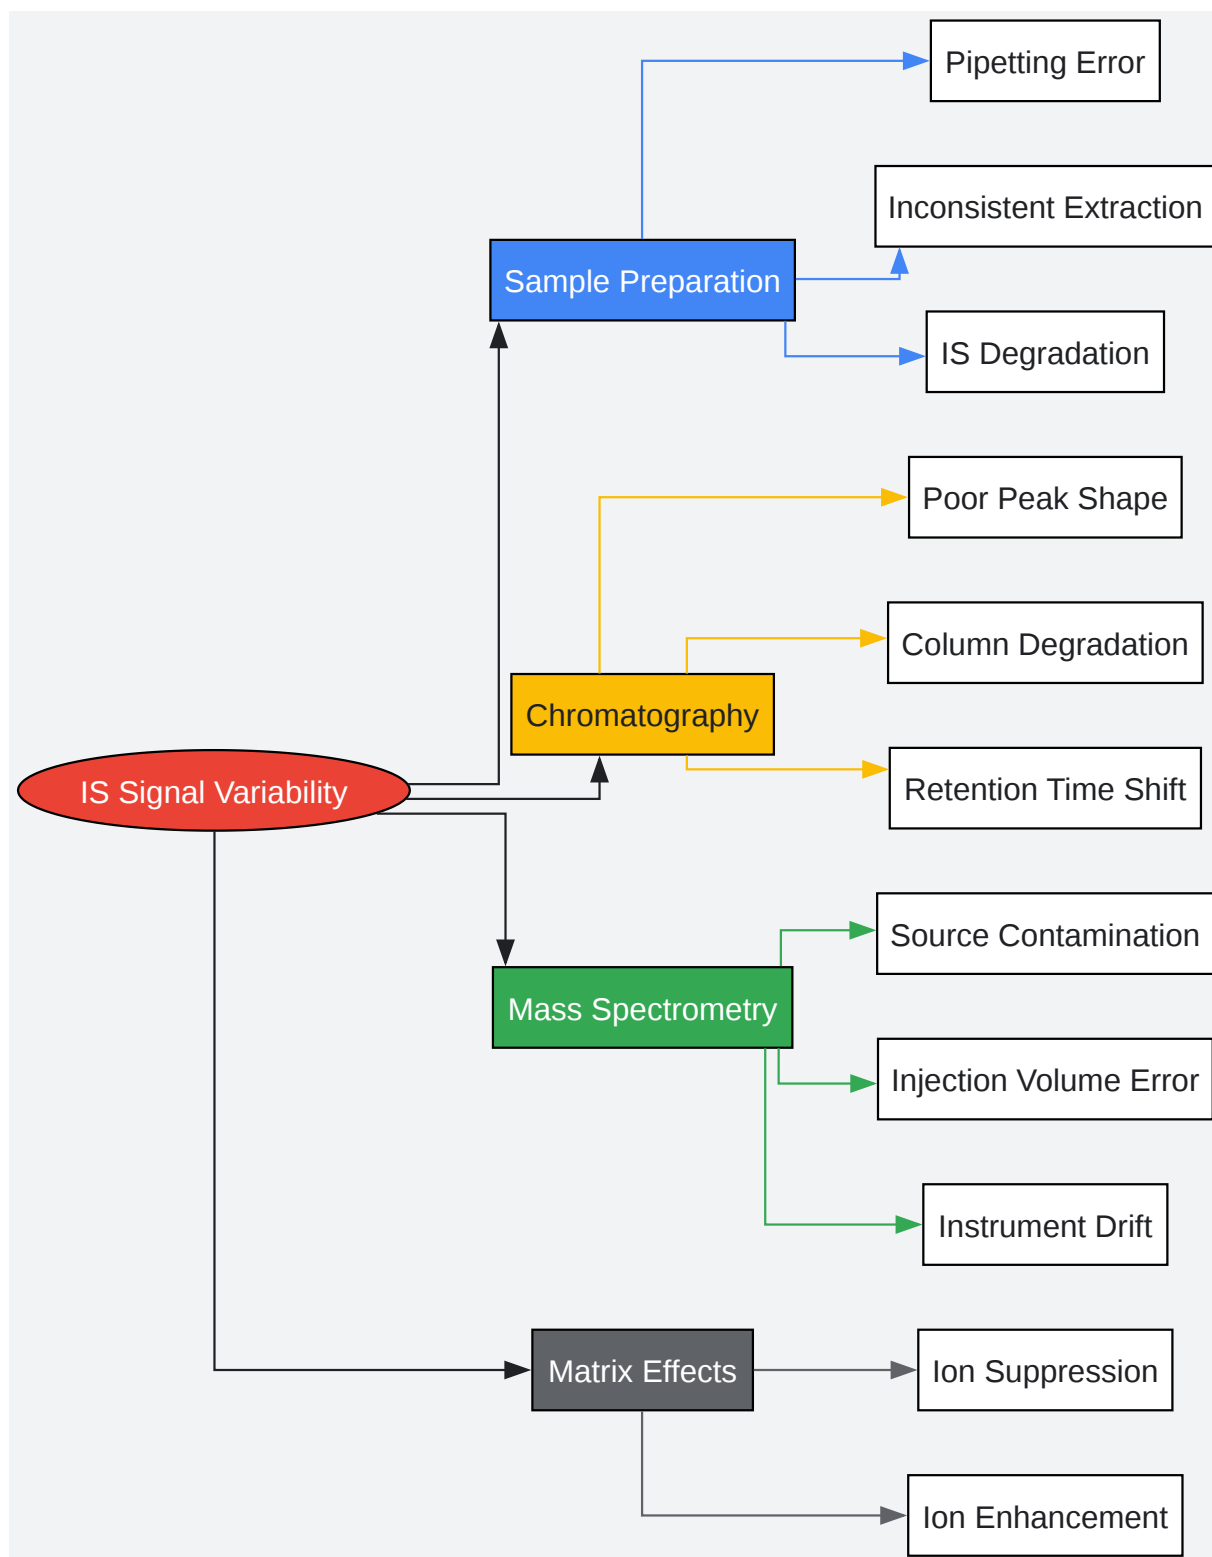 Pipetting Error
Inconsistent Extraction
Sample Preparation
IS Degradation
Poor Peak Shape
Column Degradation
Chromatography
Retention Time Shift
IS Signal Variability
Source Contamination
Mass Spectrometry
Injection Volume Error
Instrument Drift
Matrix Effects
Ion Suppression
Ion Enhancement